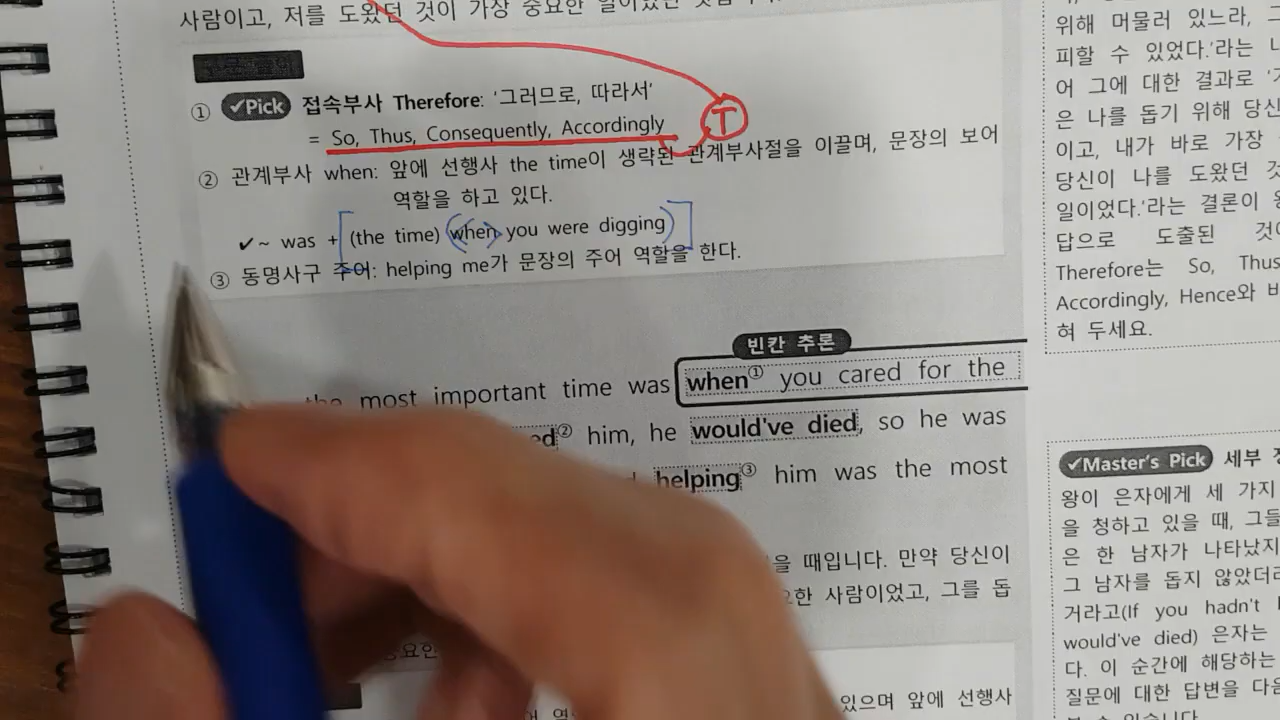 사람이고, 저를 도왔던 것이 가장 중요한 일이었던
① ✔Pick 접속부사 Therefore: '그러므로, 따라서'
= So, Thus, Consequently, Accordingly
T
② 관계부사 when: 앞에 선행사 the time이 생략된 관계부사절을 이끌며, 문장의 보어
역할을 하고 있다.
✔ ~ was + (the time) when you were digging
③ 동명사구 주어: helping me가 문장의 주어 역할을 한다.
빈칸 추론
the most important time was when① you cared for the
ed② him, he would've died, so he was
helping③ him was the most
을 때입니다. 만약 당신이
한 사람이었고, 그를 돕
있으며 앞에 선행사
위해 머물러 있느라, 그
피할 수 있었다.'라는
어 그에 대한 결과로
은 나를 돕기 위해 당신
이고, 내가 바로 가장
당신이 나를 도왔던 것
일이었다.'라는 결론이
답으로 도출된 것
Therefore는 So, Thus
Accordingly, Hence와
혀 두세요.
✔Master's Pick 세부
왕이 은자에게 세 가지
을 청하고 있을 때, 그들
은 한 남자가 나타났지
그 남자를 돕지 않았더라
거라고(If you hadn't
would've died) 은자는
다. 이 순간에 해당하는
질문에 대한 답변을 다음